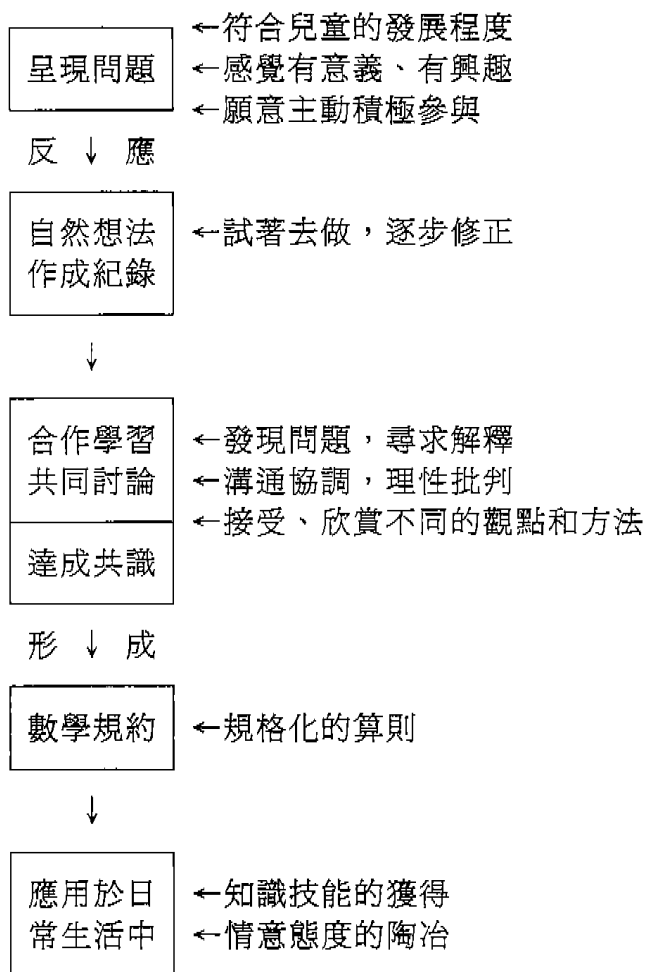 ←符合兒童的發展程度
呈現問題 ←感覺有意義、有興趣
←願意主動積極參與
反 ↓ 應
自然想法 ←試著去做，逐步修正
作成紀錄
↓
合作學習 ←發現問題，尋求解釋
共同討論 ←溝通協調，理性批判
←接受、欣賞不同的觀點和方法
達成共識
形 ↓ 成
數學規約 ←規格化的算則
↓
應用於日 ←知識技能的獲得
常生活中 ←情意態度的陶冶